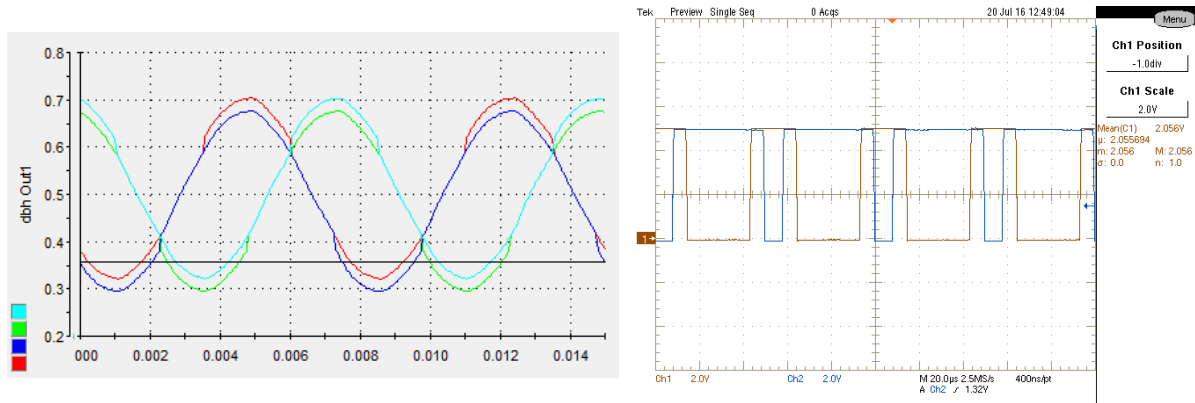 dbh Out1
0.8
0.7
0.6
0.5
0.4
0.3
0.2
000 0.002 0.004 0.006 0.008 0.010 0.012 0.014
Tek Preview Single Seq 0 Acqs 20 Jul 16 12:49:04
Menu
Ch1 Position
-1.0div
Ch1 Scale
2.0V
Mean(C1) 2.056V
µ: 2.055694
m: 2.056 M: 2.056
σ: 0.0 n: 1.0
1
Ch1 2.0V Ch2 2.0V M 20.0µs 2.5MS/s 400ns/pt
A Ch2 ∕ 1.32V